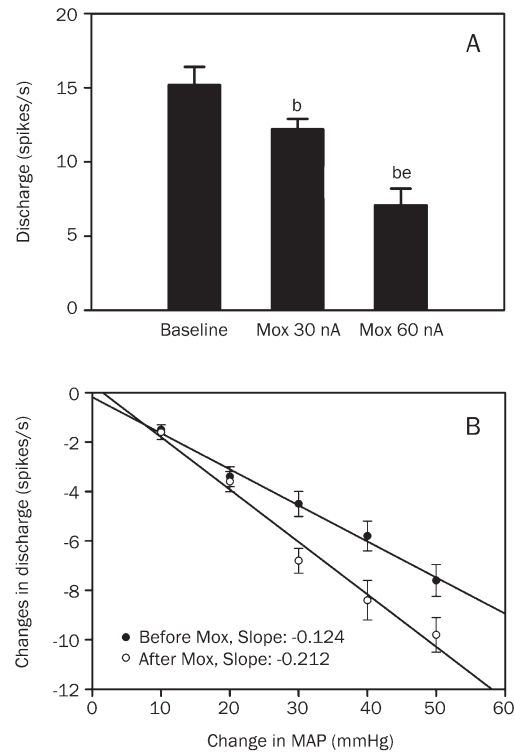 A
20
15
10
5
0
Discharge (spikes/s)
b
be
Baseline Mox 30 nA Mox 60 nA
B
0
-2
-4
-6
-8
-10
-12
Changes in discharge (spikes/s)
Before Mox, Slope: -0.124
After Mox, Slope: -0.212
0 10 20 30 40 50 60
Change in MAP (mmHg)